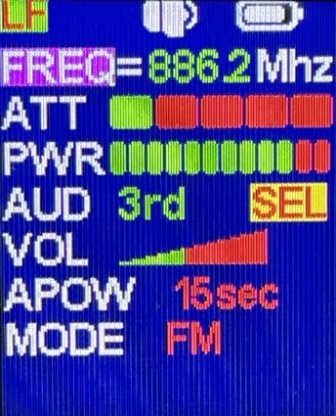 LF
FREQ=886.2Mhz
ATT
PWR
AUD 3rd SEL
VOL
APOW 15sec
MODE FM